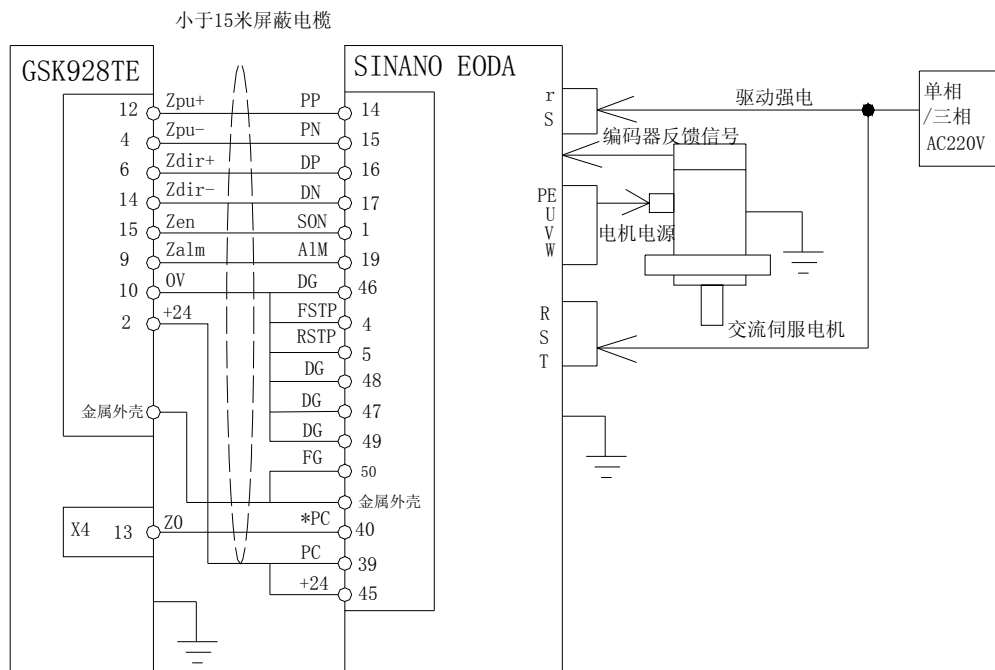 小于15米屏蔽电榄
GSK928TE
SINANO EODA
12 Zpu+ PP 14
4 Zpu- PN 15
6 Zdir+ DP 16
14 Zdir- DN 17
15 Zen SON 1
9 Zalm AlM 19
10 0V DG 46
2 +24
FSTP 4
RSTP 5
DG 48
DG 47
DG 49
FG 50
金属外壳
金属外壳
X4 13 Z0 *PC 40
PC 39
+24 45
r
S
驱动强电
单相
/三相
AC220V
编码器反馈信号
PE
U
V
W
电机电源
R
S
T
交流伺服电机